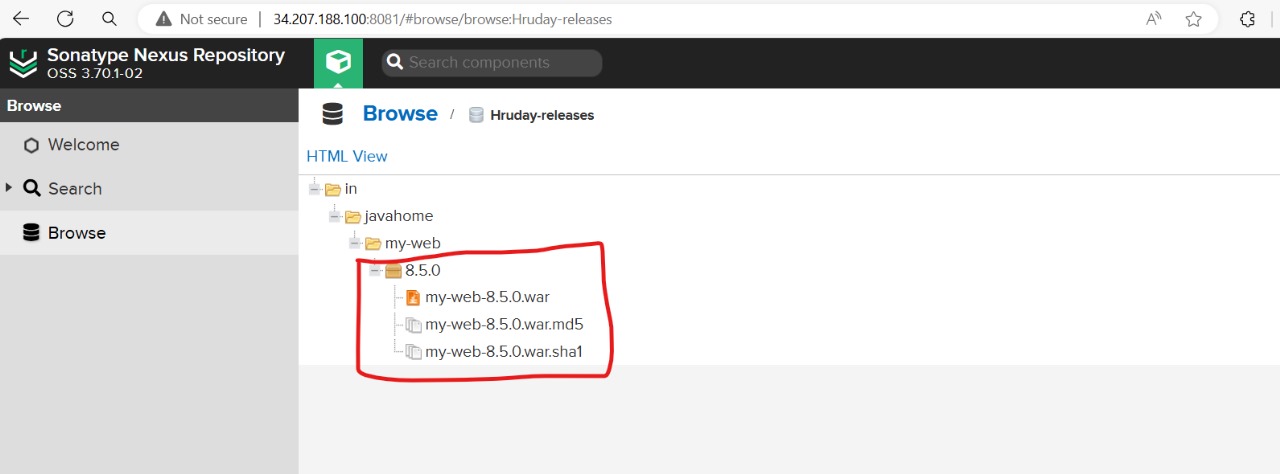 Not secure 34.207.188.100:8081/#browse/browse:Hruday-releases
Sonatype Nexus Repository
OSS 3.70.1-02
Search components
Browse
Browse / Hruday-releases
Welcome
HTML View
Search
Browse
in
javahome
my-web
8.5.0
my-web-8.5.0.war
my-web-8.5.0.war.md5
my-web-8.5.0.war.sha1